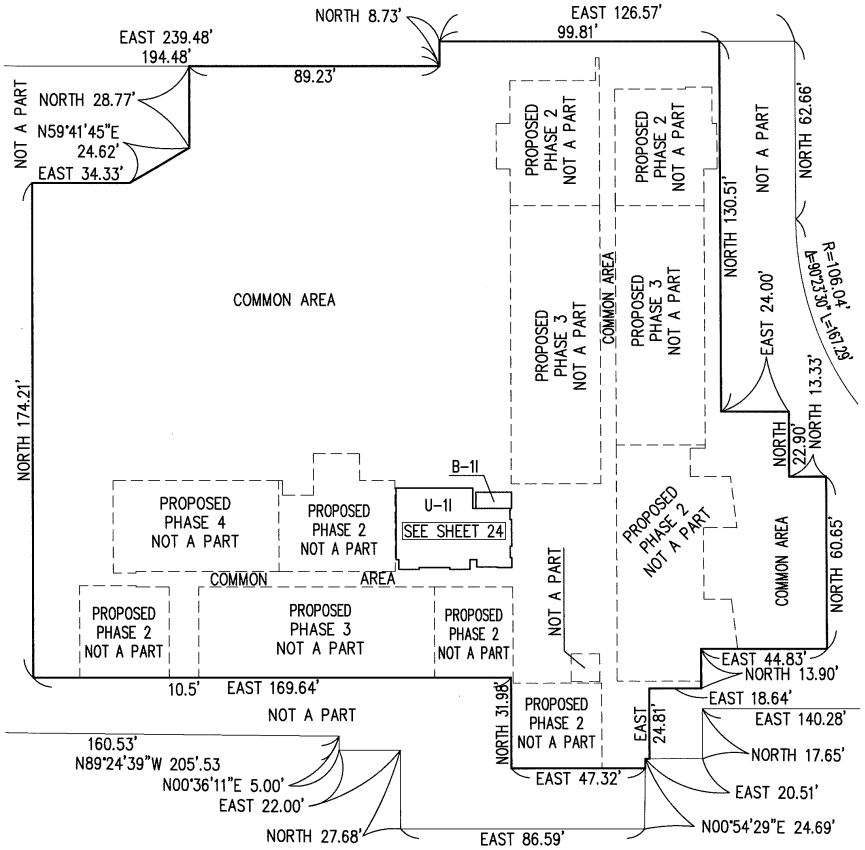 NORTH 8.73'
EAST 126.57'
99.81'
EAST 239.48'
194.48'
89.23'
NOT A PART
NORTH 28.77'
N59°41'45"E
24.62'
EAST 34.33'
PROPOSED
PHASE 2
NOT A PART
PROPOSED
PHASE 2
NOT A PART
NOT A PART
NORTH 62.66'
NORTH 130.51'
R=106.04'
Δ=90°23'30" L=167.29'
COMMON AREA
PROPOSED
PHASE 3
NOT A PART
COMMON AREA
PROPOSED
PHASE 3
NOT A PART
EAST 24.00'
NORTH 13.33'
NORTH
22.90'
NORTH 174.21'
B-1I
U-1I
SEE SHEET 24
PROPOSED
PHASE 4
NOT A PART
PROPOSED
PHASE 2
NOT A PART
PROPOSED
PHASE 2
NOT A PART
COMMON AREA
NORTH 60.65'
COMMON AREA
PROPOSED
PHASE 2
NOT A PART
PROPOSED
PHASE 3
NOT A PART
PROPOSED
PHASE 2
NOT A PART
NOT A PART
EAST 44.83'
NORTH 13.90'
EAST 18.64'
10.5'
EAST 169.64'
NOT A PART
NORTH 31.98'
PROPOSED
PHASE 2
NOT A PART
EAST
24.81'
EAST 140.28'
NORTH 17.65'
160.53'
N89°24'39"W 205'.53
N00°36'11"E 5.00'
EAST 22.00'
NORTH 27.68'
EAST 47.32'
EAST 20.51'
N00°54'29"E 24.69'
EAST 86.59'